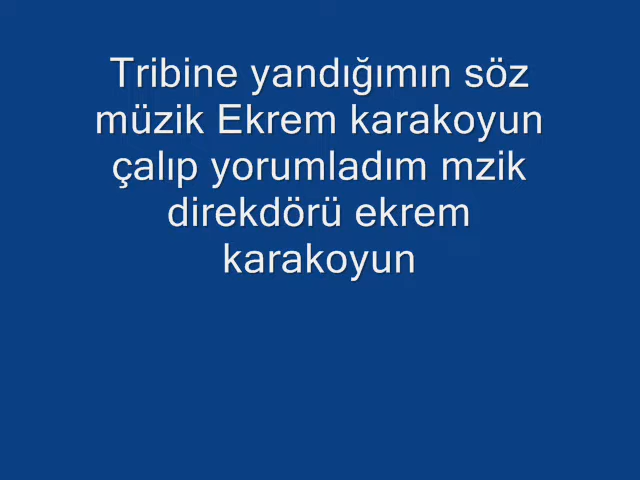 Tribine yandığımın söz
müzik Ekrem karakoyun
çalıp yorumladım mzik
direkdörü ekrem
karakoyun